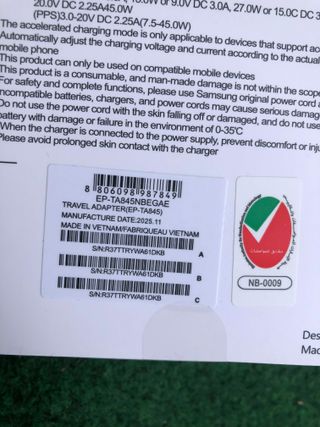 20.0V DC 2.25A45.0W
(PPS)3.0-20V DC 2.25A(7.5-45.0W)
The accelerated charging mode is only applicable to devices that support
Automatically adjust the charging voltage and current according to the actual
mobile phone
This product can only be used on compatible mobile devices
This product is a consumable, and man-made damage is not within the scope
For safety and complete functions, please use Samsung original power cord
incompatible batteries, chargers, and power cords may cause serious damage
Do not use the power cord with the skin falling off or damaged, and do not
battery with damage or failure in the environment of 0-35℃
When the charger is connected to the power supply, prevent discomfort or
Please avoid prolonged skin contact with the charger
8 806098 987849
EP-TA845NBEGAE
TRAVEL ADAPTER(EP-TA845)
MANUFACTURE DATE:2025.11
MADE IN VIETNAM/FABRIQUEAU VIETNAM
S/N:R37TTRYWA61DKB
A
S/N:R37TTRYWA61DKB
B
S/N:R37TTRYWA61DKB
C
NB-0009